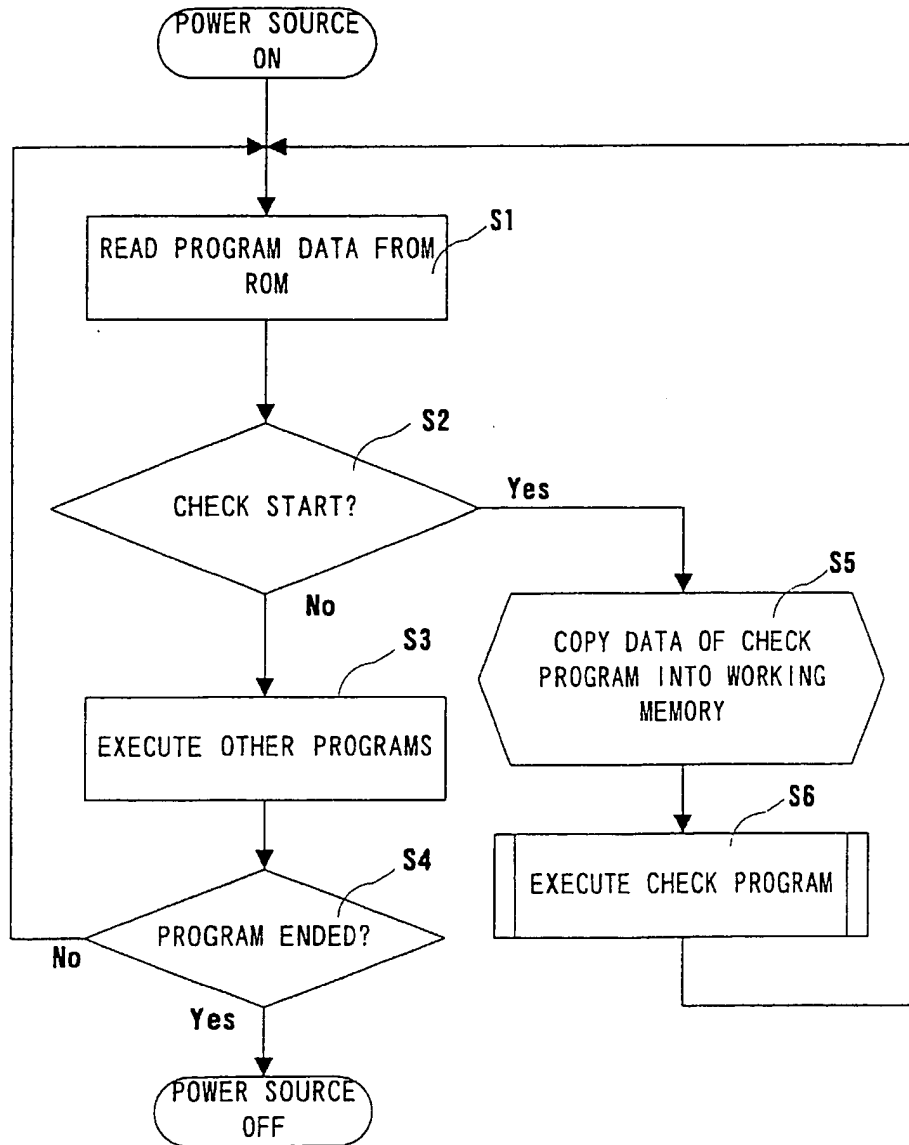 POWER SOURCE
ON
S1
READ PROGRAM DATA FROM
ROM
S2
CHECK START?
Yes
No
S5
COPY DATA OF CHECK
PROGRAM INTO WORKING
MEMORY
S3
EXECUTE OTHER PROGRAMS
S6
EXECUTE CHECK PROGRAM
S4
PROGRAM ENDED?
No
Yes
POWER SOURCE
OFF